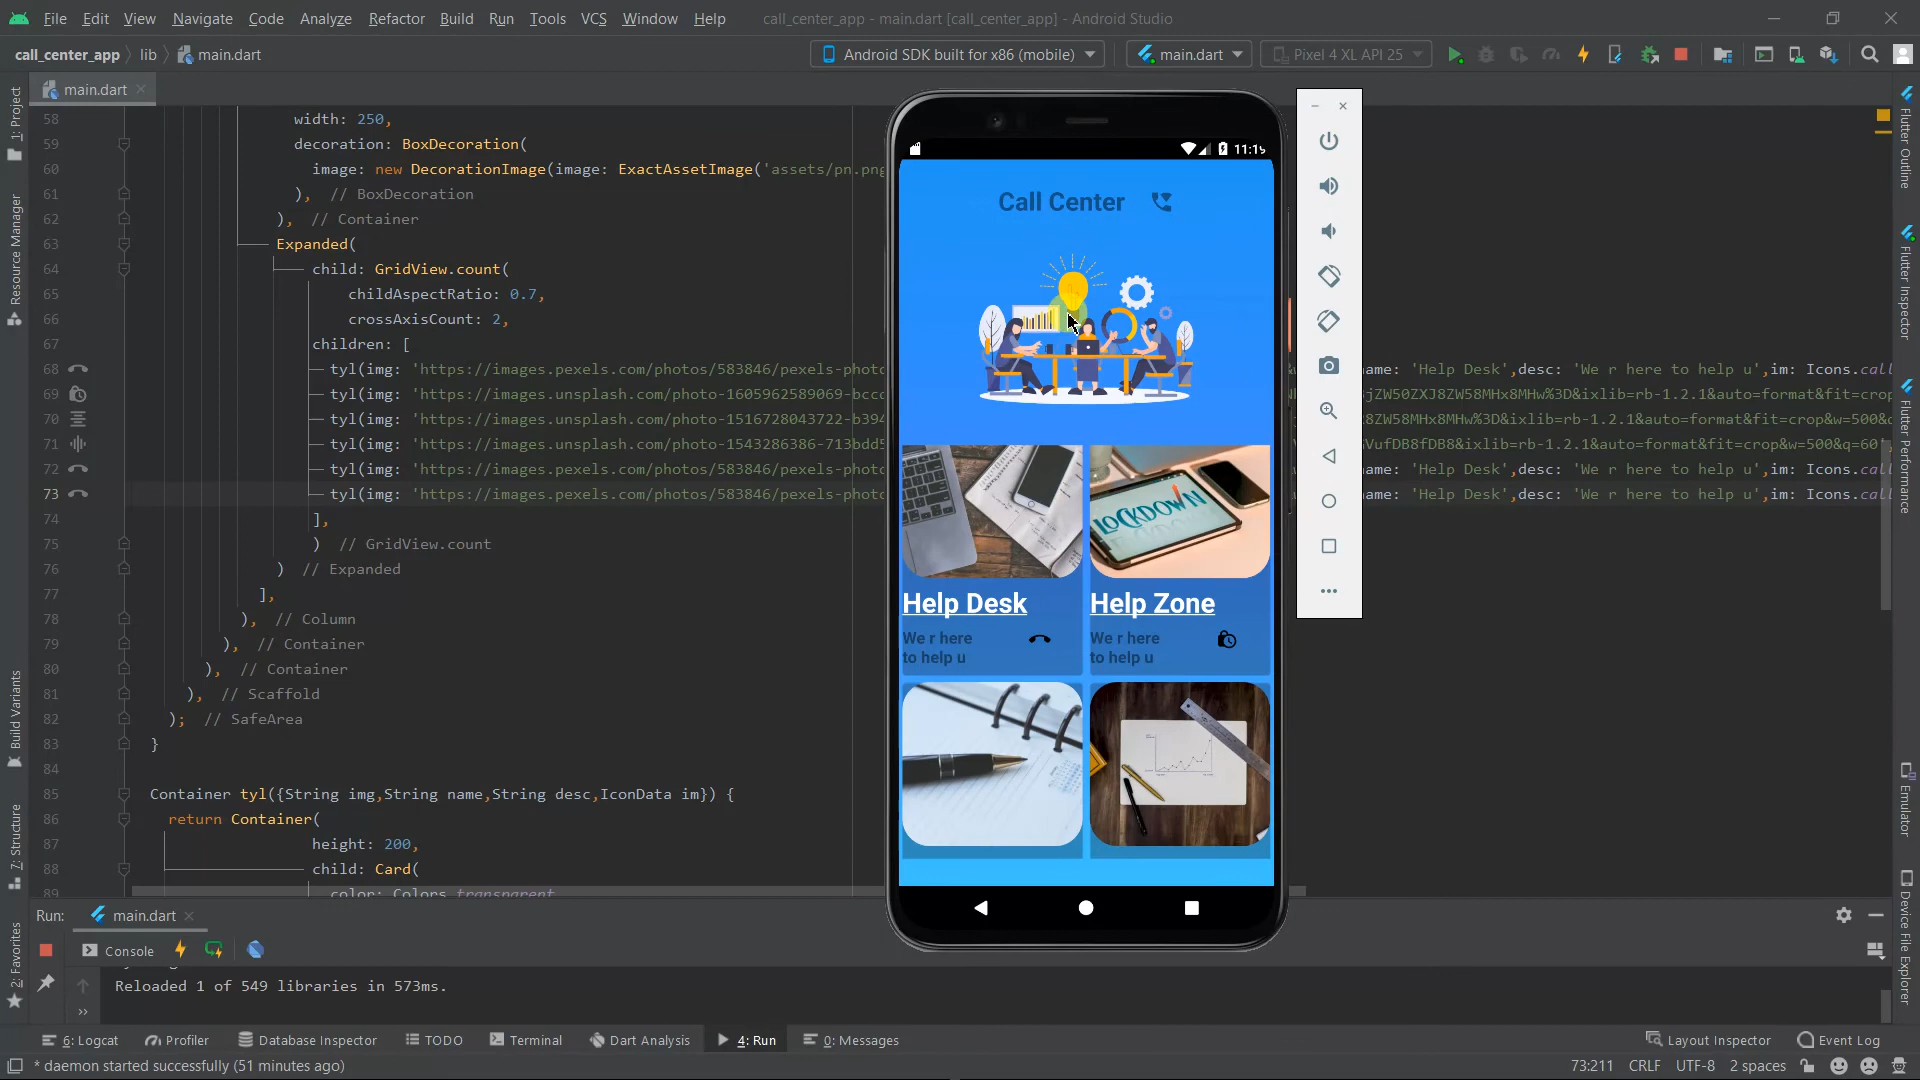 File Edit View Navigate Code Analyze Refactor Build Run Tools VCS Window Help call_center_app - main.dart [call_center_app] - Android Studio
call_center_app lib main.dart Android SDK built for x86 (mobile) main.dart Pixel 4 XL API 25
main.dart
58 width: 250,
59 decoration: BoxDecoration(
60 image: new DecorationImage(image: ExactAssetImage('assets/pn.png
61 ), // BoxDecoration
62 ), // Container
63 Expanded(
64 child: GridView.count(
65 childAspectRatio: 0.7,
66 crossAxisCount: 2,
67 children: [
68 tyl(img: 'https://images.pexels.com/photos/583846/pexels-photo name: 'Help Desk',desc: 'We r here to help u',im: Icons.call
69 tyl(img: 'https://images.unsplash.com/photo-1605962589069-bccc jZW50ZXJ8ZW58MHx8MHw%3D&ixlib=rb-1.2.1&auto=format&fit=crop&w=500&
70 tyl(img: 'https://images.unsplash.com/photo-1516728043722-b394 8ZW58MHx8MHw%3D&ixlib=rb-1.2.1&auto=format&fit=crop&w=500&q
71 tyl(img: 'https://images.unsplash.com/photo-1543286386-713bdd5 VufDB8fDB8&ixlib=rb-1.2.1&auto=format&fit=crop&w=500&q=60'
72 tyl(img: 'https://images.pexels.com/photos/583846/pexels-photo name: 'Help Desk',desc: 'We r here to help u',im: Icons.call
73 tyl(img: 'https://images.pexels.com/photos/583846/pexels-photo name: 'Help Desk',desc: 'We r here to help u',im: Icons.call
74 ],
75 ) // GridView.count
76 ) // Expanded
77 ],
78 ), // Column
79 ), // Container
80 ), // Container
81 ), // Scaffold
82 ); // SafeArea
83 }
84
85 Container tyl({String img,String name,String desc,IconData im}) {
86 return Container(
87 height: 200,
88 child: Card(
89 color: Colors.transparent
11:15
Call Center
LOCKDOWN
Help Desk
We r here
to help u
Help Zone
We r here
to help u
1: Project
Resource Manager
Build Variants
7: Structure
2: Favorites
Flutter Outline
Flutter Inspector
Flutter Performance
Emulator
Device File Explorer
Run: main.dart
Console
Reloaded 1 of 549 libraries in 573ms.
6: Logcat Profiler Database Inspector TODO Terminal Dart Analysis 4: Run 0: Messages Layout Inspector Event Log
* daemon started successfully (51 minutes ago) 73:211 CRLF UTF-8 2 spaces